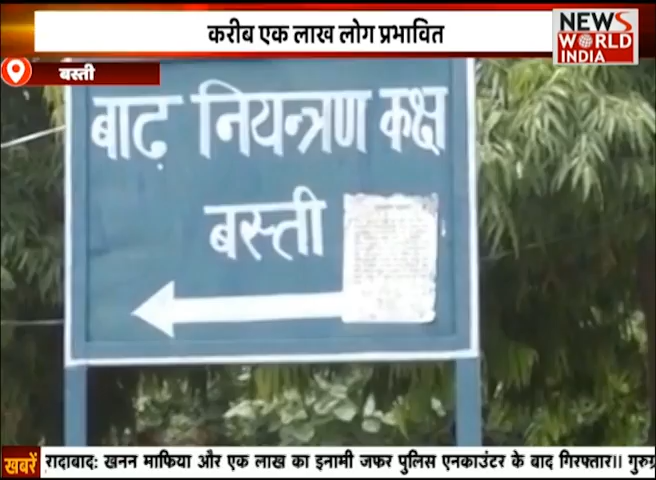 करीब एक लाख लोग प्रभावित
NEWS
WORLD
INDIA
बस्ती
बाढ़ नियन्त्रण कक्ष
बस्ती
खबरें
रादाबाद: खनन माफिया और एक लाख का इनामी जफर पुलिस एनकाउंटर के बाद गिरफ्तार।। गुरुग्र